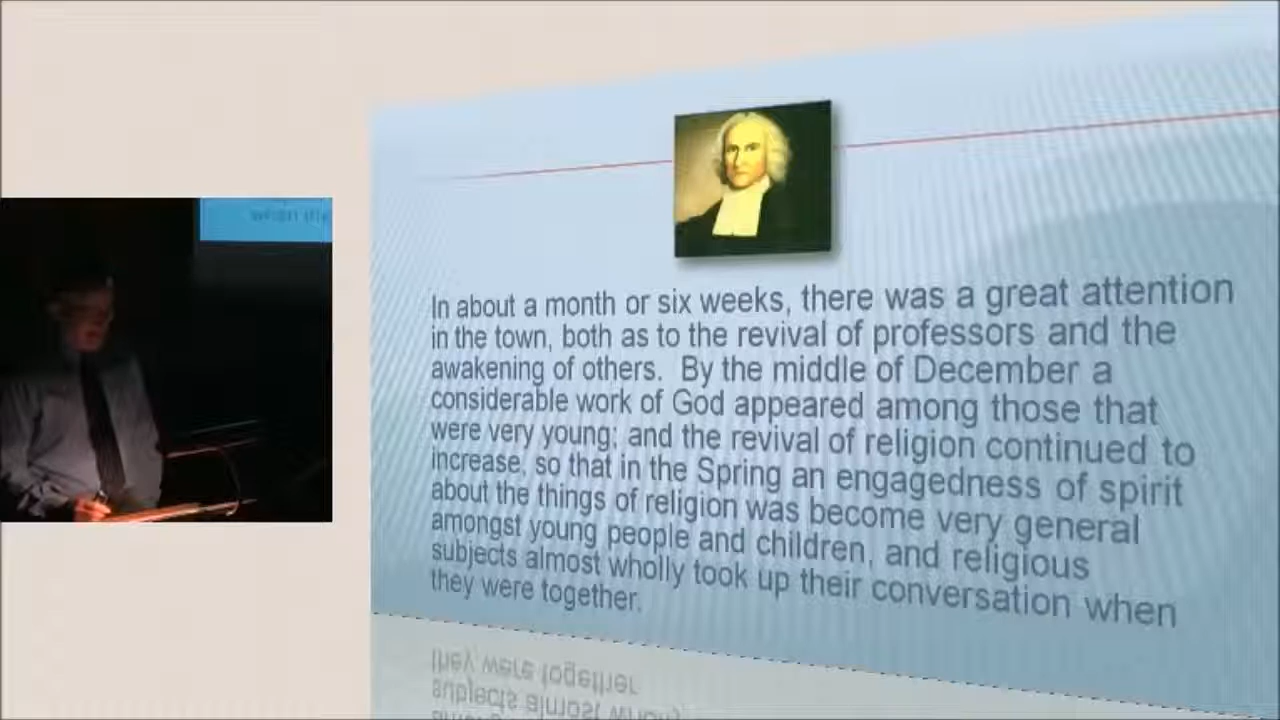 In about a month or six weeks, there was a great attention
in the town, both as to the revival of professors and the
awakening of others. By the middle of December a
considerable work of God appeared among those that
were very young; and the revival of religion continued to
increase, so that in the Spring an engagedness of spirit
about the things of religion was become very general
amongst young people and children, and religious
subjects almost wholly took up their conversation when
they were together.